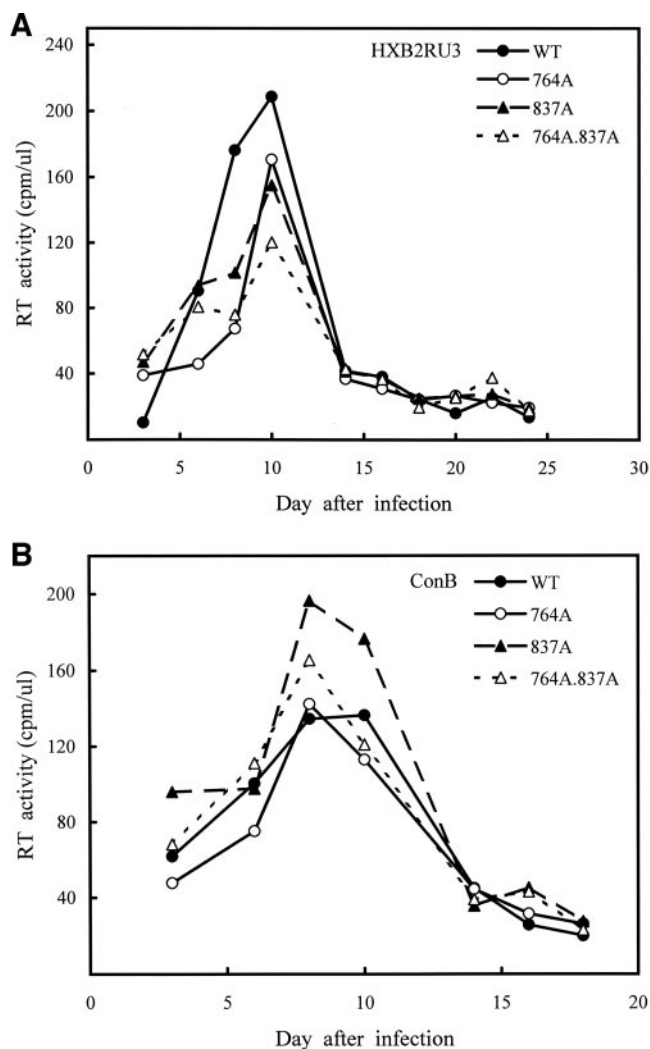 A
HXB2RU3
WT
764A
837A
764A.837A
RT activity (cpm/ul)
240
200
160
120
80
40
0
5
10
15
20
25
30
Day after infection
B
ConB
WT
764A
837A
764A.837A
RT activity (cpm/ul)
200
160
120
80
40
0
5
10
15
20
Day after infection